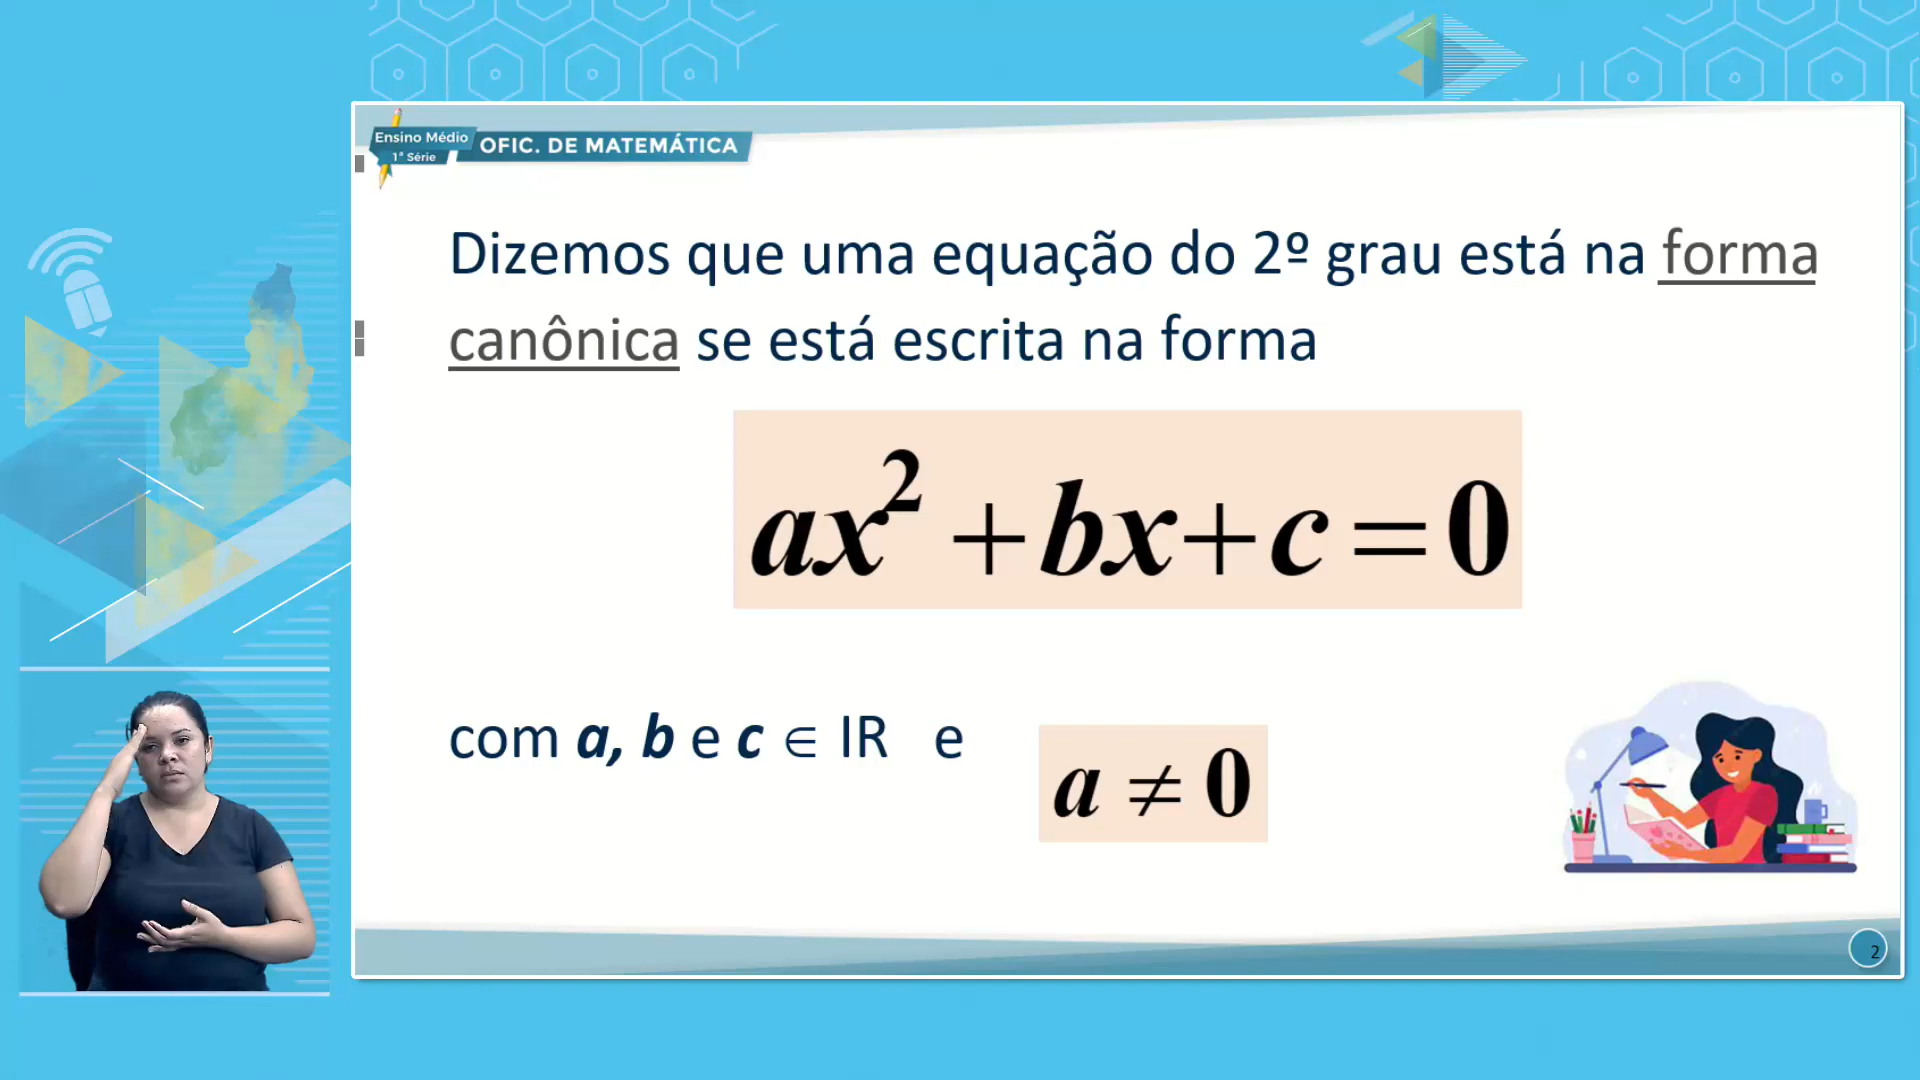 Ensino Médio
1ª Série
OFIC. DE MATEMÁTICA
Dizemos que uma equação do 2º grau está na forma
canônica se está escrita na forma
ax² + bx + c = 0
com a, b e c ∈ IR e
a ≠ 0
2